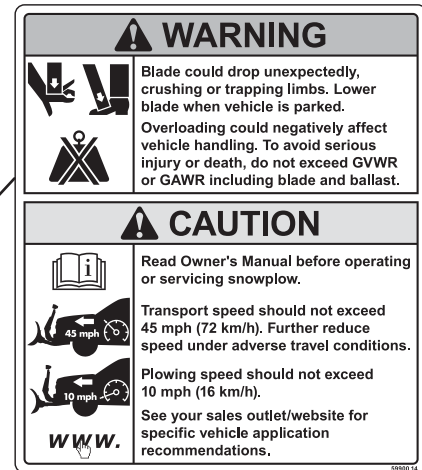 WARNING
Blade could drop unexpectedly,
crushing or trapping limbs. Lower
blade when vehicle is parked.
Overloading could negatively affect
vehicle handling. To avoid serious
injury or death, do not exceed GVWR
or GAWR including blade and ballast.
CAUTION
i
Read Owner's Manual before operating
or servicing snowplow.
45 mph
Transport speed should not exceed
45 mph (72 km/h). Further reduce
speed under adverse travel conditions.
10 mph
Plowing speed should not exceed
10 mph (16 km/h).
www.
See your sales outlet/website for
specific vehicle application
recommendations.
59900.14